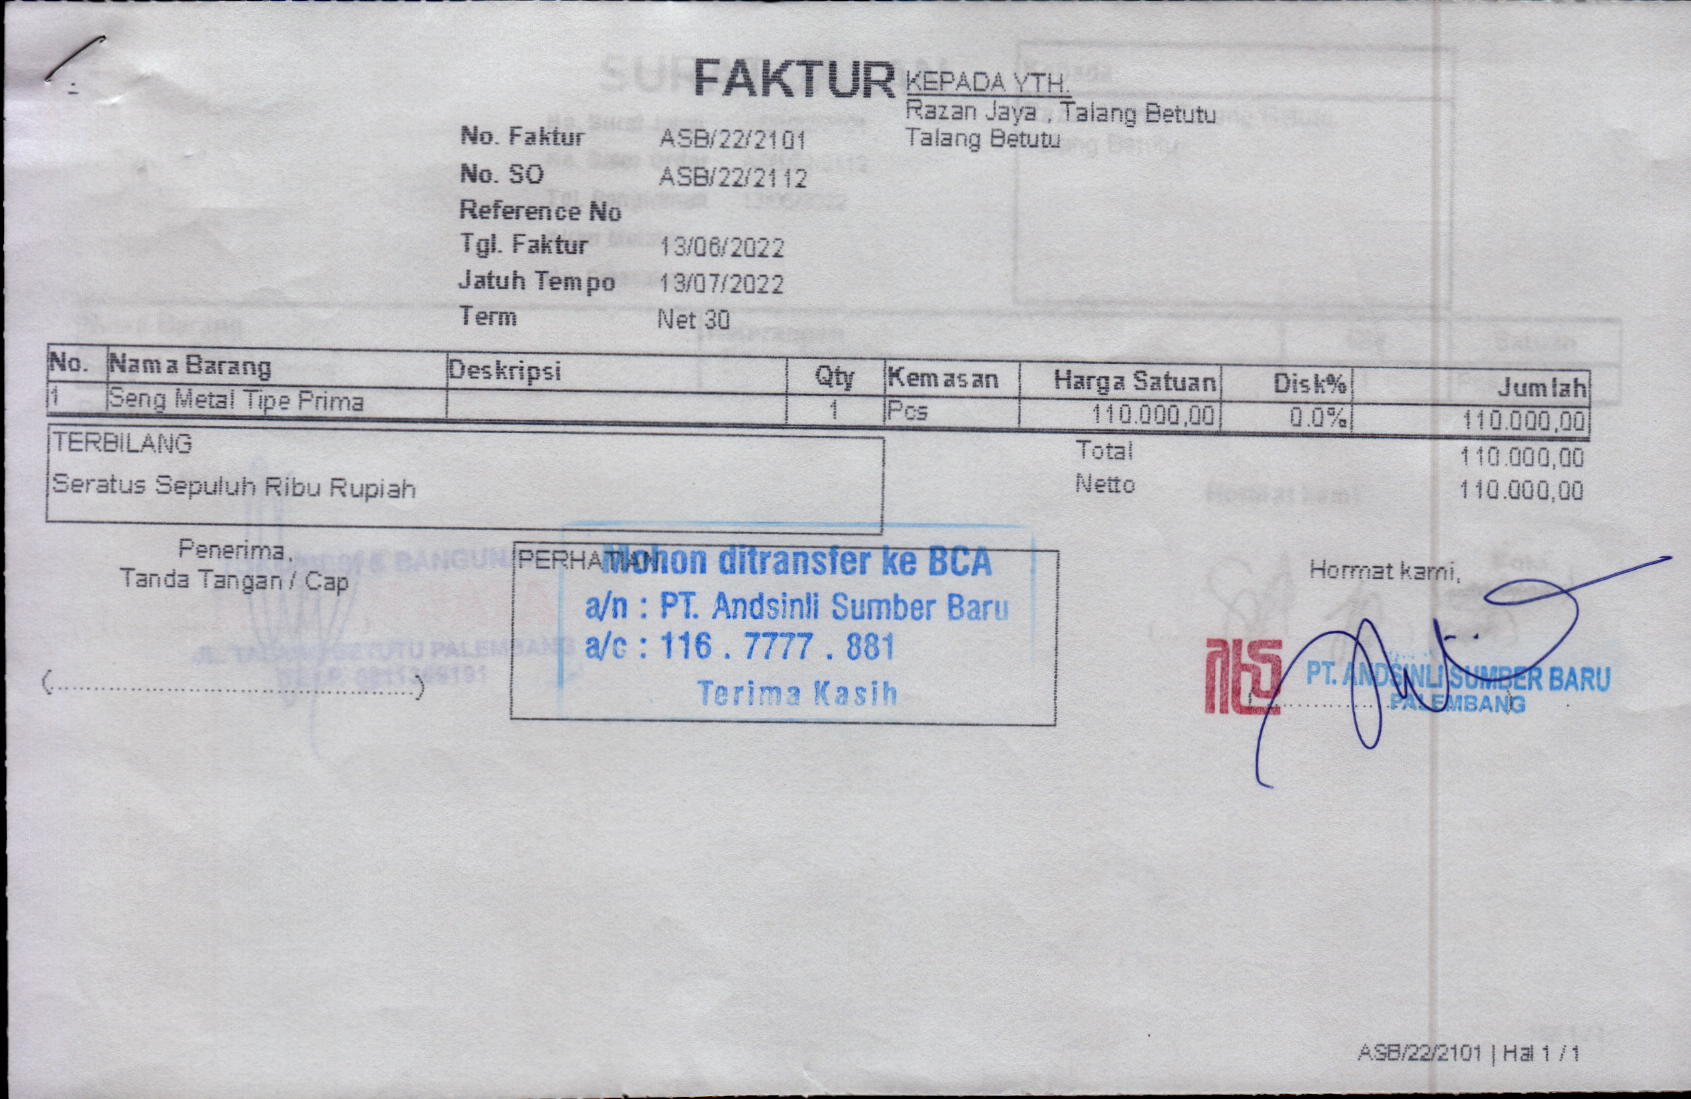 FAKTUR
KEPADA YTH.
Razan Jaya , Talang Betutu
Talang Betutu
No. Faktur ASB/22/2101
No. SO ASB/22/2112
Reference No
Tgl. Faktur 13/06/2022
Jatuh Tempo 13/07/2022
Term Net 30
No. Nama Barang Deskripsi Qty Kemasan Harga Satuan Disk% Jumlah
1 Seng Metal Tipe Prima 1 Pcs 110.000,00 0.0% 110.000,00
TERBILANG
Seratus Sepuluh Ribu Rupiah
Total 110.000,00
Netto 110.000,00
Penerima,
Tanda Tangan / Cap
(................................................)
PERHATIAN
Mohon ditransfer ke BCA
a/n : PT. Andsinli Sumber Baru
a/c : 116 . 7777 . 881
Terima Kasih
Hormat kami,
PT. ANDSINLI SUMBER BARU
PALEMBANG
ASB/22/2101 | Hal 1 / 1